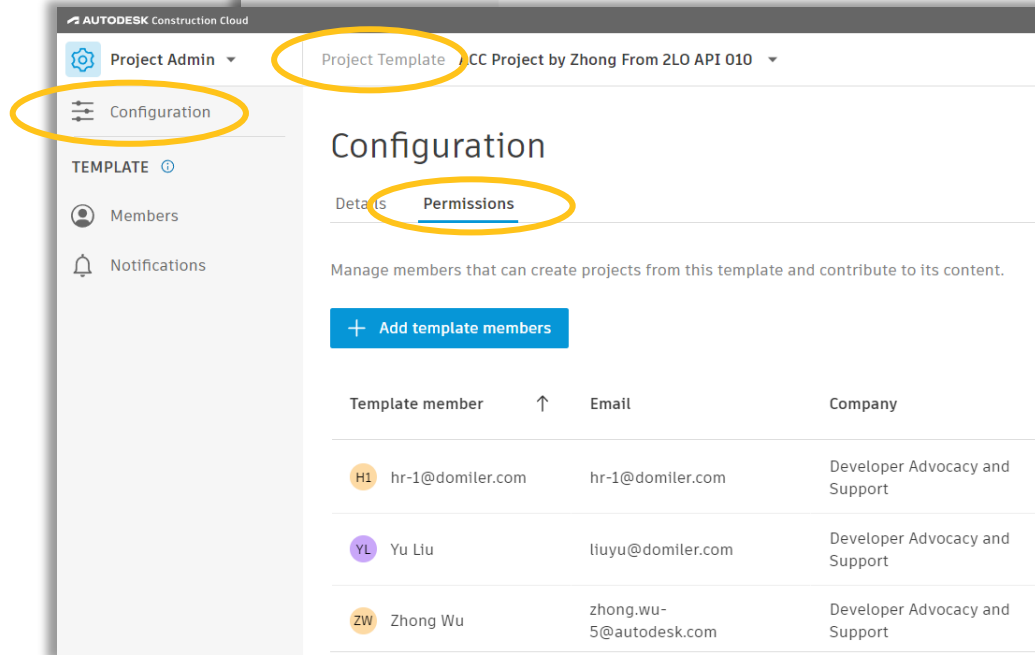 AUTODESK Construction Cloud
Project Admin
Project Template ACC Project by Zhong From 2LO API 010
Configuration
TEMPLATE
Members
Notifications
Configuration
Details Permissions
Manage members that can create projects from this template and contribute to its content.
Add template members
Template member Email Company
H1 hr-1@domiler.com hr-1@domiler.com Developer Advocacy and
Support
YL Yu Liu liuyu@domiler.com Developer Advocacy and
Support
ZW Zhong Wu zhong.wu-
5@autodesk.com Developer Advocacy and
Support